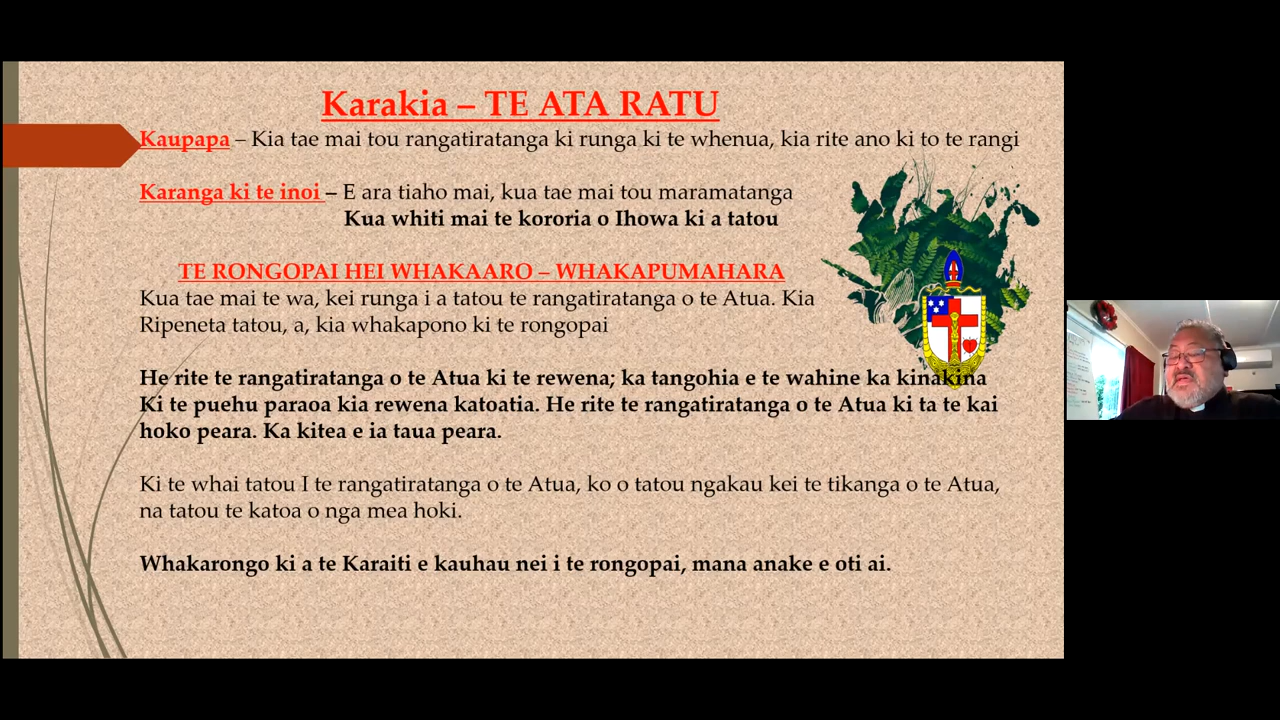 Karakia – TE ATA RATU
Kaupapa – Kia tae mai tou rangatiratanga ki runga ki te whenua, kia rite ano ki to te rangi
Karanga ki te inoi – E ara tiaho mai, kua tae mai tou maramatanga
Kua whiti mai te kororia o Ihowa ki a tatou
TE RONGOPAI HEI WHAKAARO – WHAKAPUMAHARA
Kua tae mai te wa, kei runga i a tatou te rangatiratanga o te Atua. Kia
Ripeneta tatou, a, kia whakapono ki te rongopai
He rite te rangatiratanga o te Atua ki te rewena; ka tangohia e te wahine ka kinakina
Ki te puehu paraoa kia rewena katoatia. He rite te rangatiratanga o te Atua ki ta te kai
hoko peara. Ka kitea e ia taua peara.
Ki te whai tatou I te rangatiratanga o te Atua, ko o tatou ngakau kei te tikanga o te Atua,
na tatou te katoa o nga mea hoki.
Whakarongo ki a te Karaiti e kauhau nei i te rongopai, mana anake e oti ai.